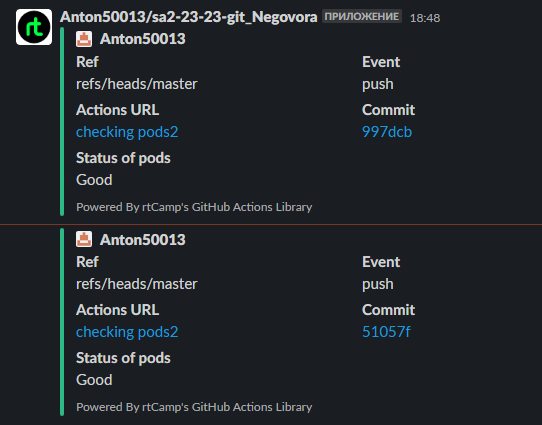 rt
Anton50013/sa2-23-23-git_Negovora ПРИЛОЖЕНИЕ 18:48
Anton50013
Ref Event
refs/heads/master push
Actions URL Commit
checking pods2 997dcb
Status of pods
Good
Powered By rtCamp's GitHub Actions Library
Anton50013
Ref Event
refs/heads/master push
Actions URL Commit
checking pods2 51057f
Status of pods
Good
Powered By rtCamp's GitHub Actions Library